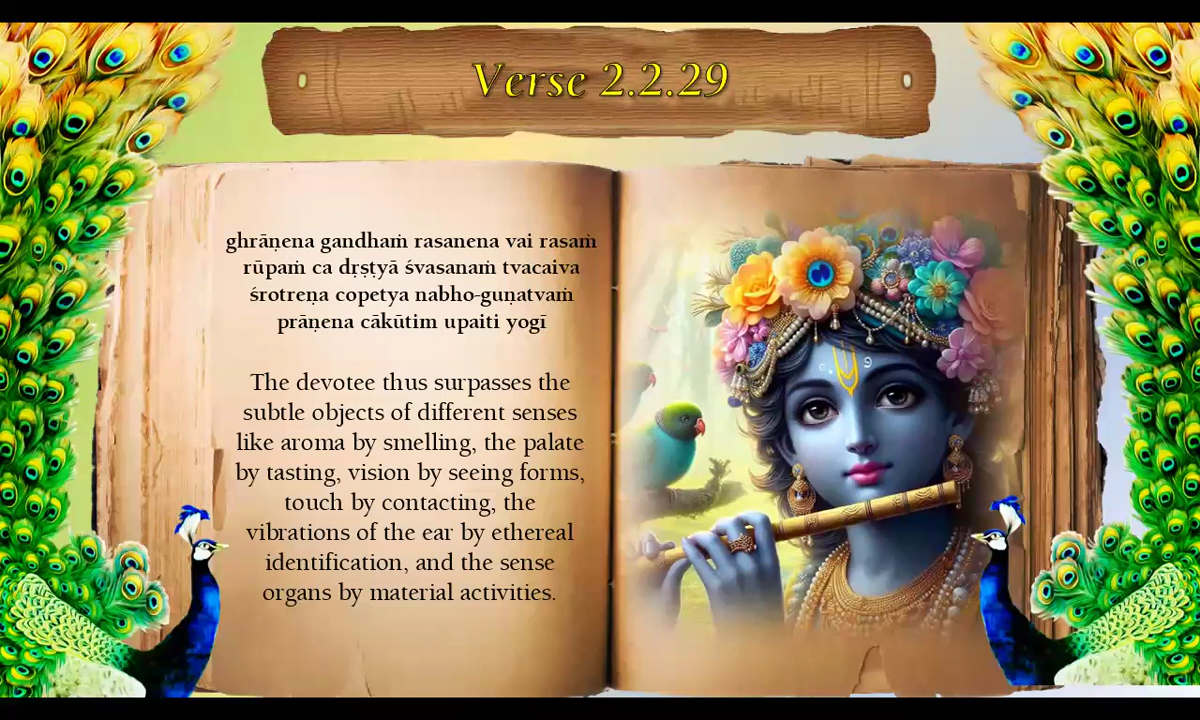 Verse 2.2.29
ghrāṇena gandhaṁ rasanena vai rasaṁ
rūpaṁ ca dṛṣṭyā śvasanaṁ tvacaiva
śrotreṇa copetya nabho-guṇatvaṁ
prāṇena cākūtim upaiti yogī
The devotee thus surpasses the
subtle objects of different senses
like aroma by smelling, the palate
by tasting, vision by seeing forms,
touch by contacting, the
vibrations of the ear by ethereal
identification, and the sense
organs by material activities.